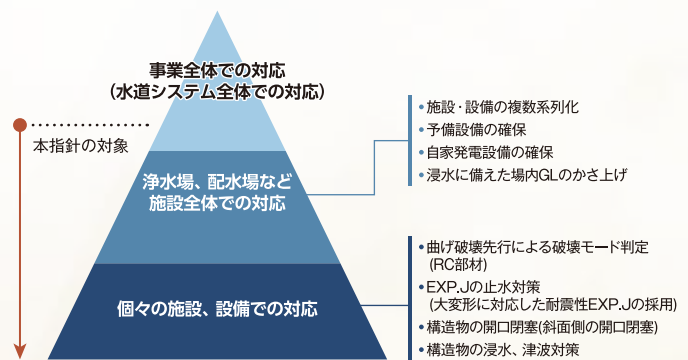 事業全体での対応
(水道システム全体での対応)
本指針の対象
浄水場、配水場など
施設全体での対応
・施設・設備の複数系列化
・予備設備の確保
・自家発電設備の確保
・浸水に備えた場内GLのかさ上げ
個々の施設、設備での対応
・曲げ破壊先行による破壊モード判定
(RC部材)
・EXP.Jの止水対策
(大変形に対応した耐震性EXP.Jの採用)
・構造物の開口閉塞(斜面側の開口閉塞)
・構造物の浸水、津波対策